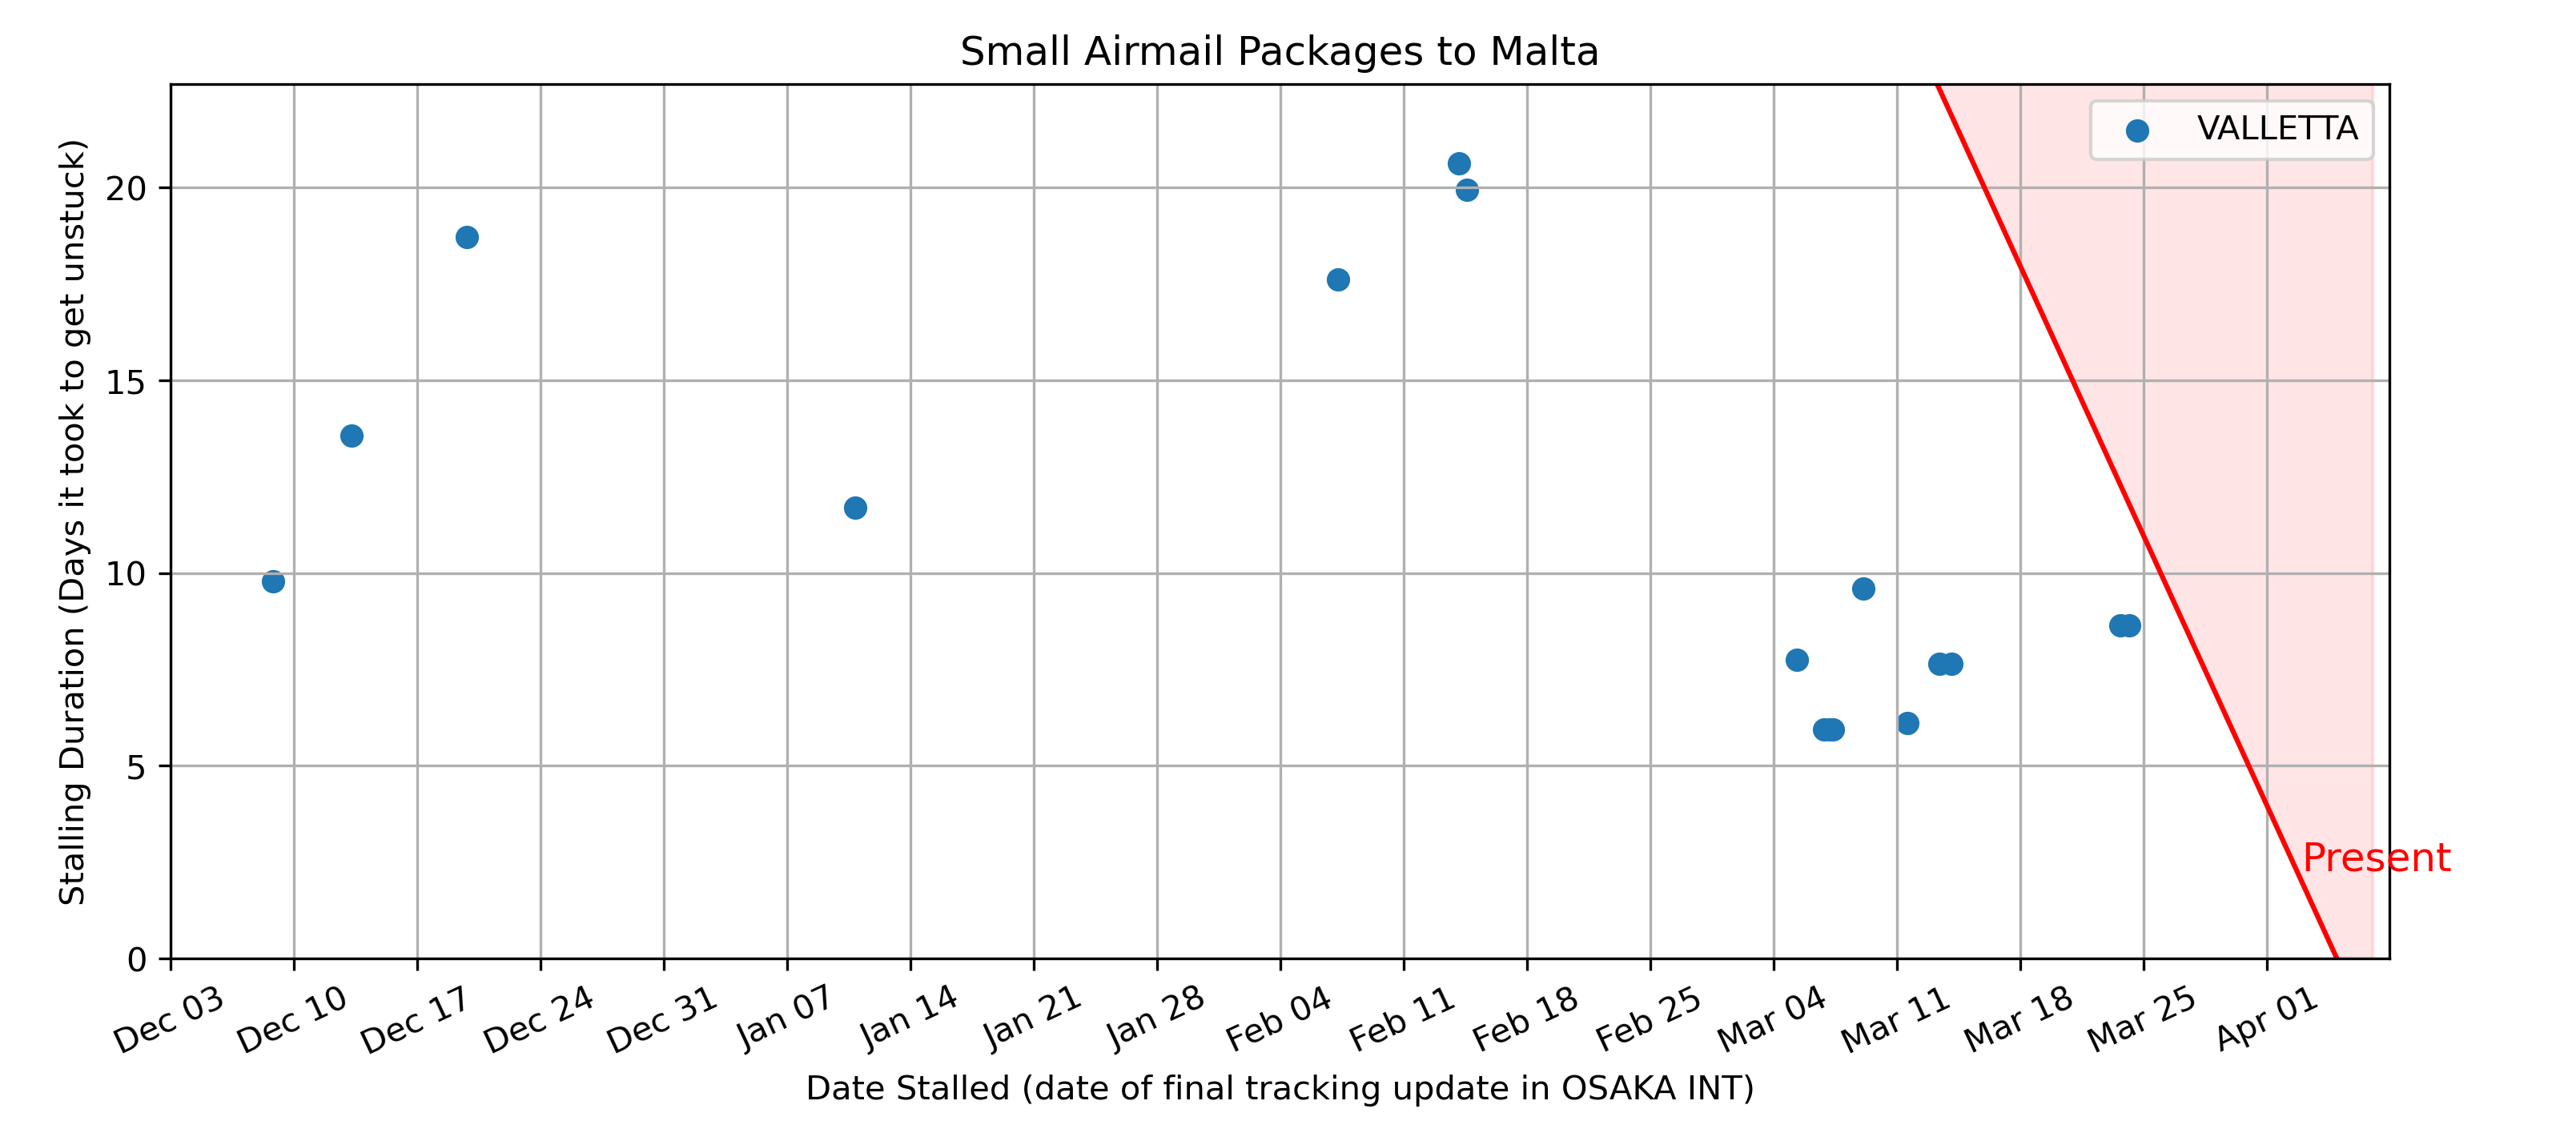 Small Airmail Packages to Malta
VALLETTA
Stalling Duration (Days it took to get unstuck)
20
15
10
5
0
Present
Dec 03
Dec 10
Dec 17
Dec 24
Dec 31
Jan 07
Jan 14
Jan 21
Jan 28
Feb 04
Feb 11
Feb 18
Feb 25
Mar 04
Mar 11
Mar 18
Mar 25
Apr 01
Date Stalled (date of final tracking update in OSAKA INT)